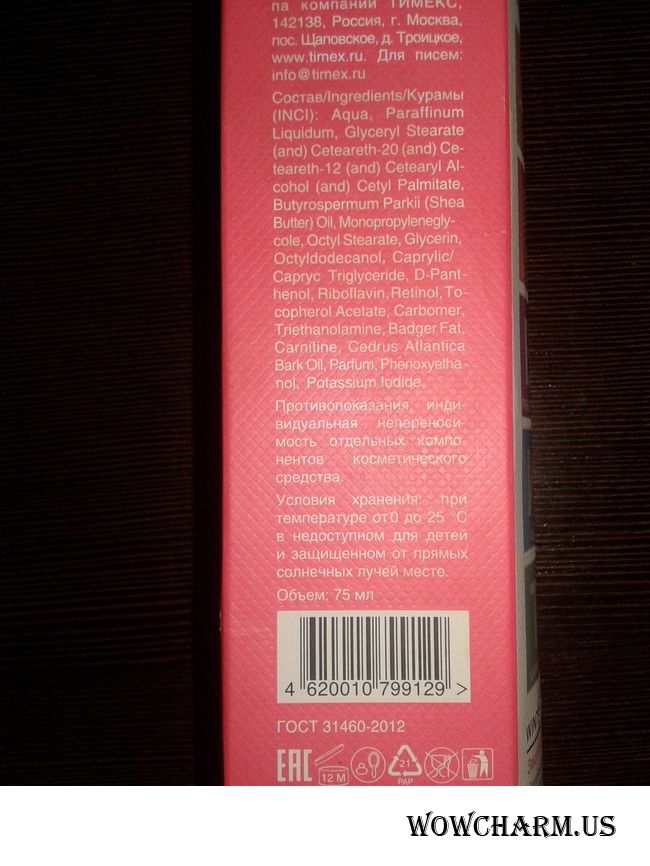 па компаний ТИМЕКС,
142138, Россия, г. Москва,
пос. Щаповское, д. Троицкое,
www.timex.ru. Для писем:
info@timex.ru
Состав/Ingredients/Курамы
(INCI): Aqua, Paraffinum
Liquidum, Glyceryl Stearate
(and) Ceteareth-20 (and) Ce-
teareth-12 (and) Cetearyl Al-
cohol (and) Cetyl Palmitate,
Butyrospermum Parkii (Shea
Butter) Oil, Monopropylenegly-
cole, Octyl Stearate, Glycerin,
Octyldodecanol, Caprylic/
Capryc Triglyceride, D-Pant-
henol, Riboflavin, Retinol, To-
copherol Acetate, Carbomer,
Triethanolamine, Badger Fat,
Carnitine, Cedrus Atlantica
Bark Oil, Parfum, Phenoxyetha-
nol, Potassium Iodide.
Противопоказания: инди-
видуальная непереноси-
мость отдельных компо-
нентов косметического
средства.
Условия хранения: при
температуре от 0 до 25 °C
в недоступном для детей
и защищенном от прямых
солнечных лучей месте.
Объем: 75 мл
4 620010 799129 >
ГОСТ 31460-2012
EAC 12 M 21 PAP
WOWCHARM.US